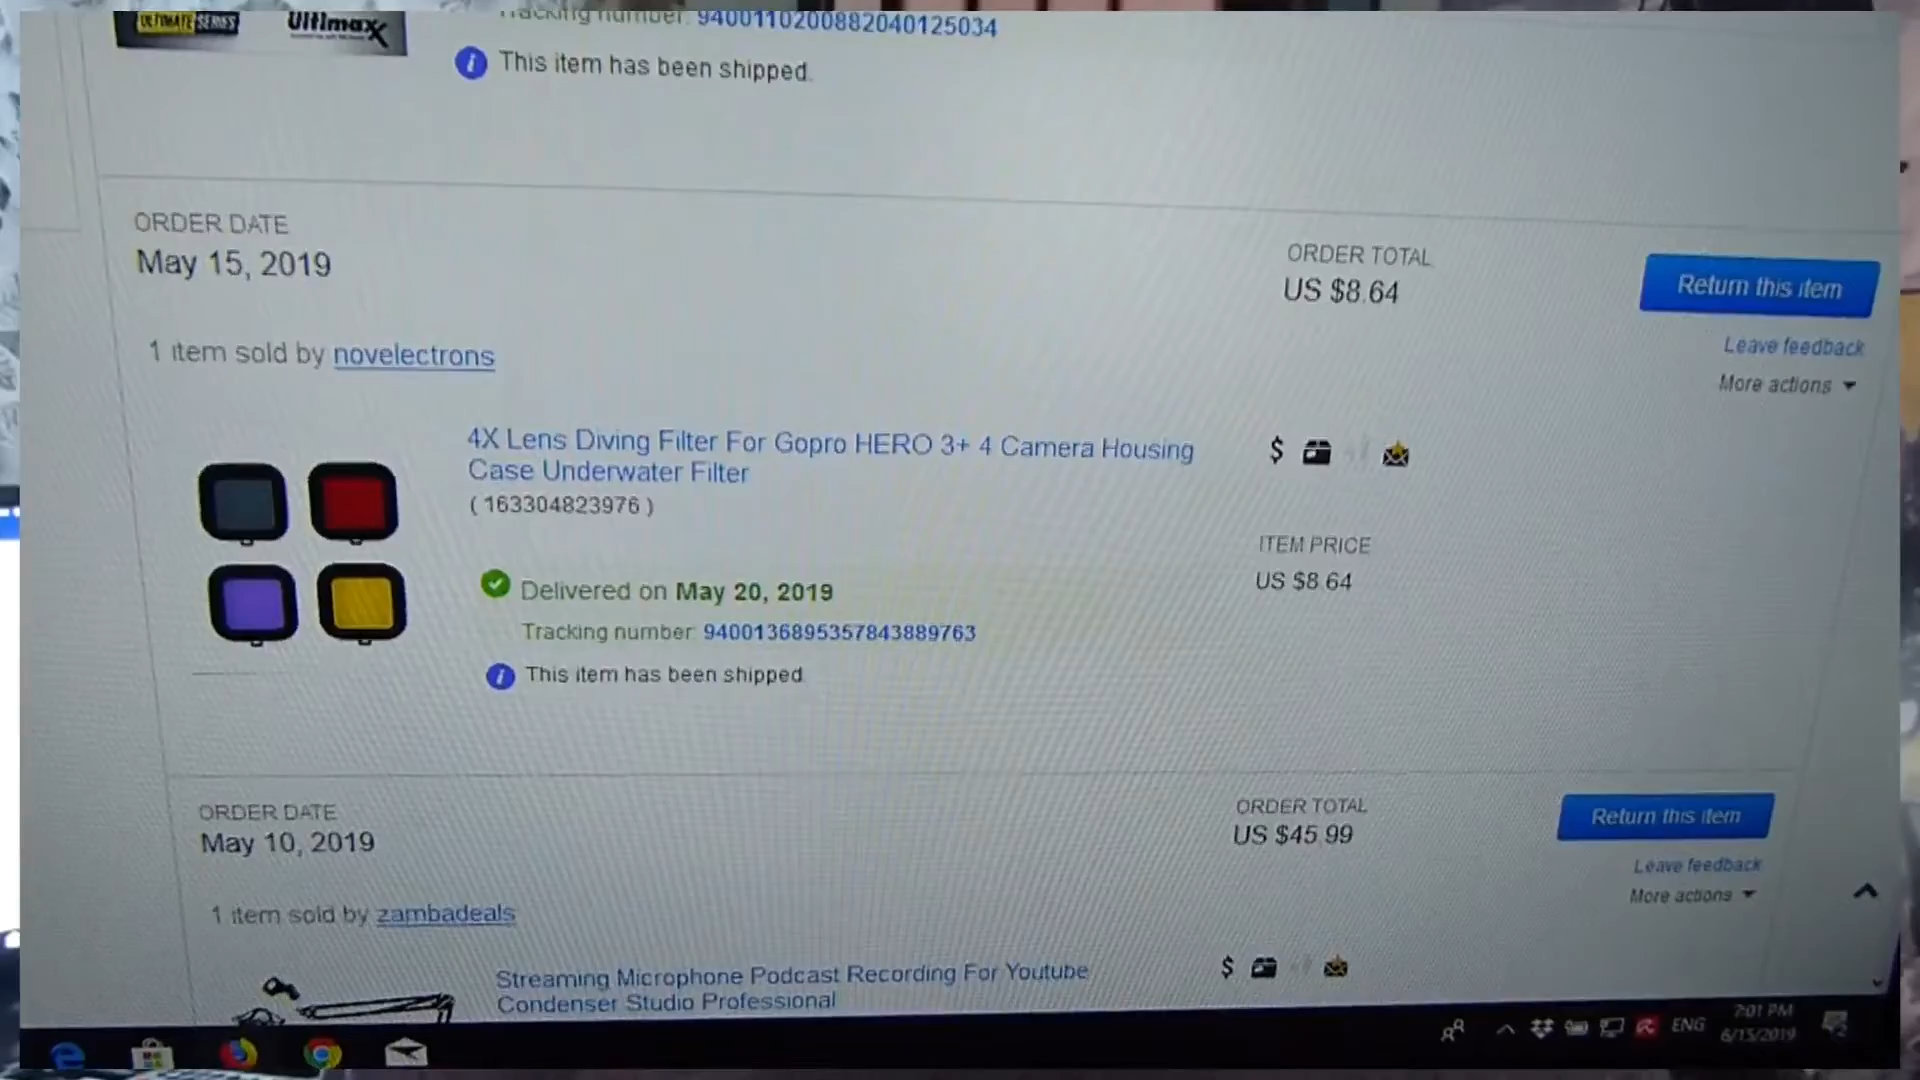 ULTIMATE SERIES
Ultimaxx
Tracking number: 9400110200882040125034
This item has been shipped.
ORDER DATE
May 15, 2019
ORDER TOTAL
US $8.64
Return this item
Leave feedback
More actions
1 item sold by novelectrons
4X Lens Diving Filter For Gopro HERO 3+ 4 Camera Housing
Case Underwater Filter
( 163304823976 )
ITEM PRICE
US $8.64
Delivered on May 20, 2019
Tracking number: 9400136895357843889763
This item has been shipped.
ORDER DATE
May 10, 2019
ORDER TOTAL
US $45.99
Return this item
Leave feedback
More actions
1 item sold by zambadeals
Streaming Microphone Podcast Recording For Youtube
Condenser Studio Professional
ENG
7:01 PM
6/15/2019